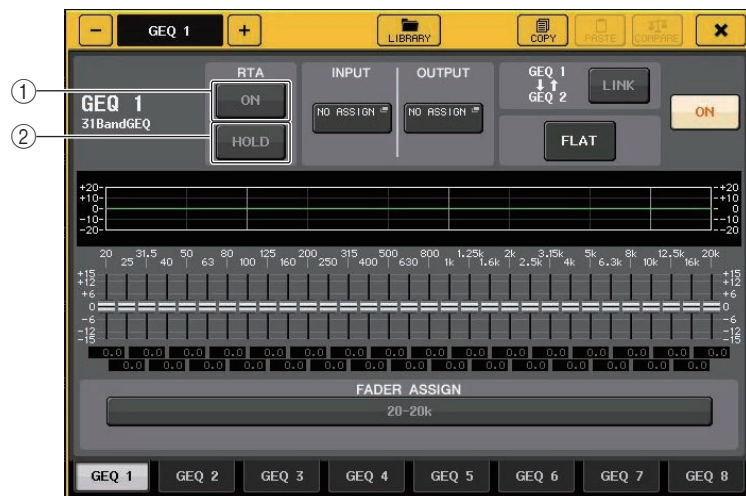 − GEQ 1 + LIBRARY COPY PASTE COMPARE ×
① ②
GEQ 1
31BandGEQ
RTA
ON
HOLD
INPUT
NO ASSIGN
OUTPUT
NO ASSIGN
GEQ 1
↓↑
GEQ 2
LINK
FLAT
ON
+20 +20
+10 +10
0 0
-10 -10
-20 -20
20 31.5 50 80 125 200 315 500 800 1.25k 2k 3.15k 5k 8k 12.5k 20k
25 40 63 100 160 250 400 630 1k 1.6k 2.5k 4k 6.3k 10k 16k
+15 +15
+12 +12
+6 +6
0 0
-6 -6
-12 -12
-15 -15
0.0 0.0 0.0 0.0 0.0 0.0 0.0 0.0 0.0 0.0 0.0 0.0 0.0 0.0 0.0 0.0
0.0 0.0 0.0 0.0 0.0 0.0 0.0 0.0 0.0 0.0 0.0 0.0 0.0 0.0 0.0
FADER ASSIGN
20-20k
GEQ 1 GEQ 2 GEQ 3 GEQ 4 GEQ 5 GEQ 6 GEQ 7 GEQ 8